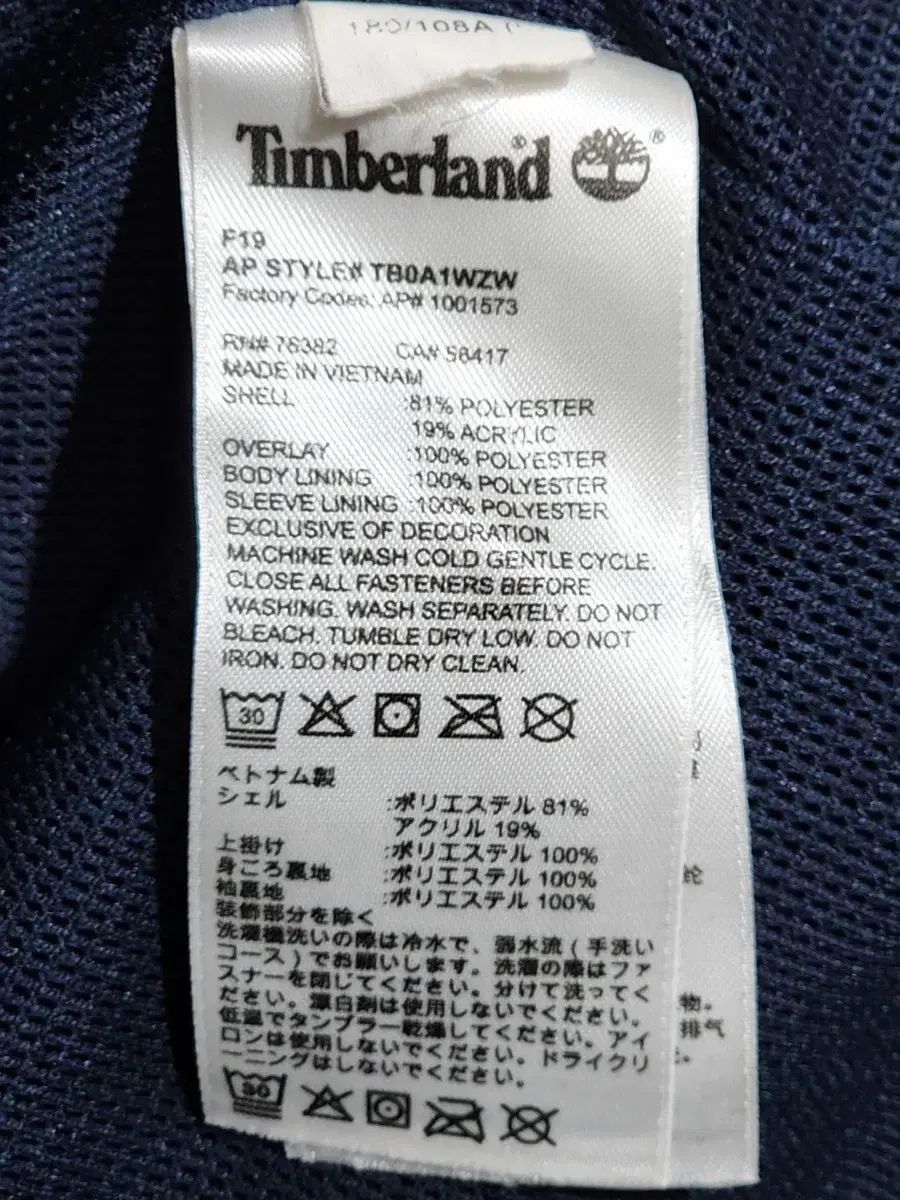 180/108A (
Timberland ®
F19
AP STYLE# TB0A1WZW
Factory Codes: AP# 1001573
RN# 76382 CA# 58417
MADE IN VIETNAM
SHELL :81% POLYESTER
19% ACRYLIC
OVERLAY :100% POLYESTER
BODY LINING :100% POLYESTER
SLEEVE LINING :100% POLYESTER
EXCLUSIVE OF DECORATION
MACHINE WASH COLD GENTLE CYCLE.
CLOSE ALL FASTENERS BEFORE
WASHING. WASH SEPARATELY. DO NOT
BLEACH. TUMBLE DRY LOW. DO NOT
IRON. DO NOT DRY CLEAN.
30
ベトナム製
シェル :ポリエステル 81%
アクリル 19%
上掛け :ポリエステル 100%
身ごろ裏地 :ポリエステル 100%
袖裏地 :ポリエステル 100%
装飾部分を除く
洗濯機洗いの際は冷水で、弱水流(手洗い
コース)でお願いします。洗濯の際はファ
スナーを閉じてください。分けて洗ってく
ださい。漂白剤は使用しないでください。
低温でタンブラー乾燥してください。アイ
ロンは使用しないでください。ドライクリ
ーニングはしないでください。
30
纶
物。
排气